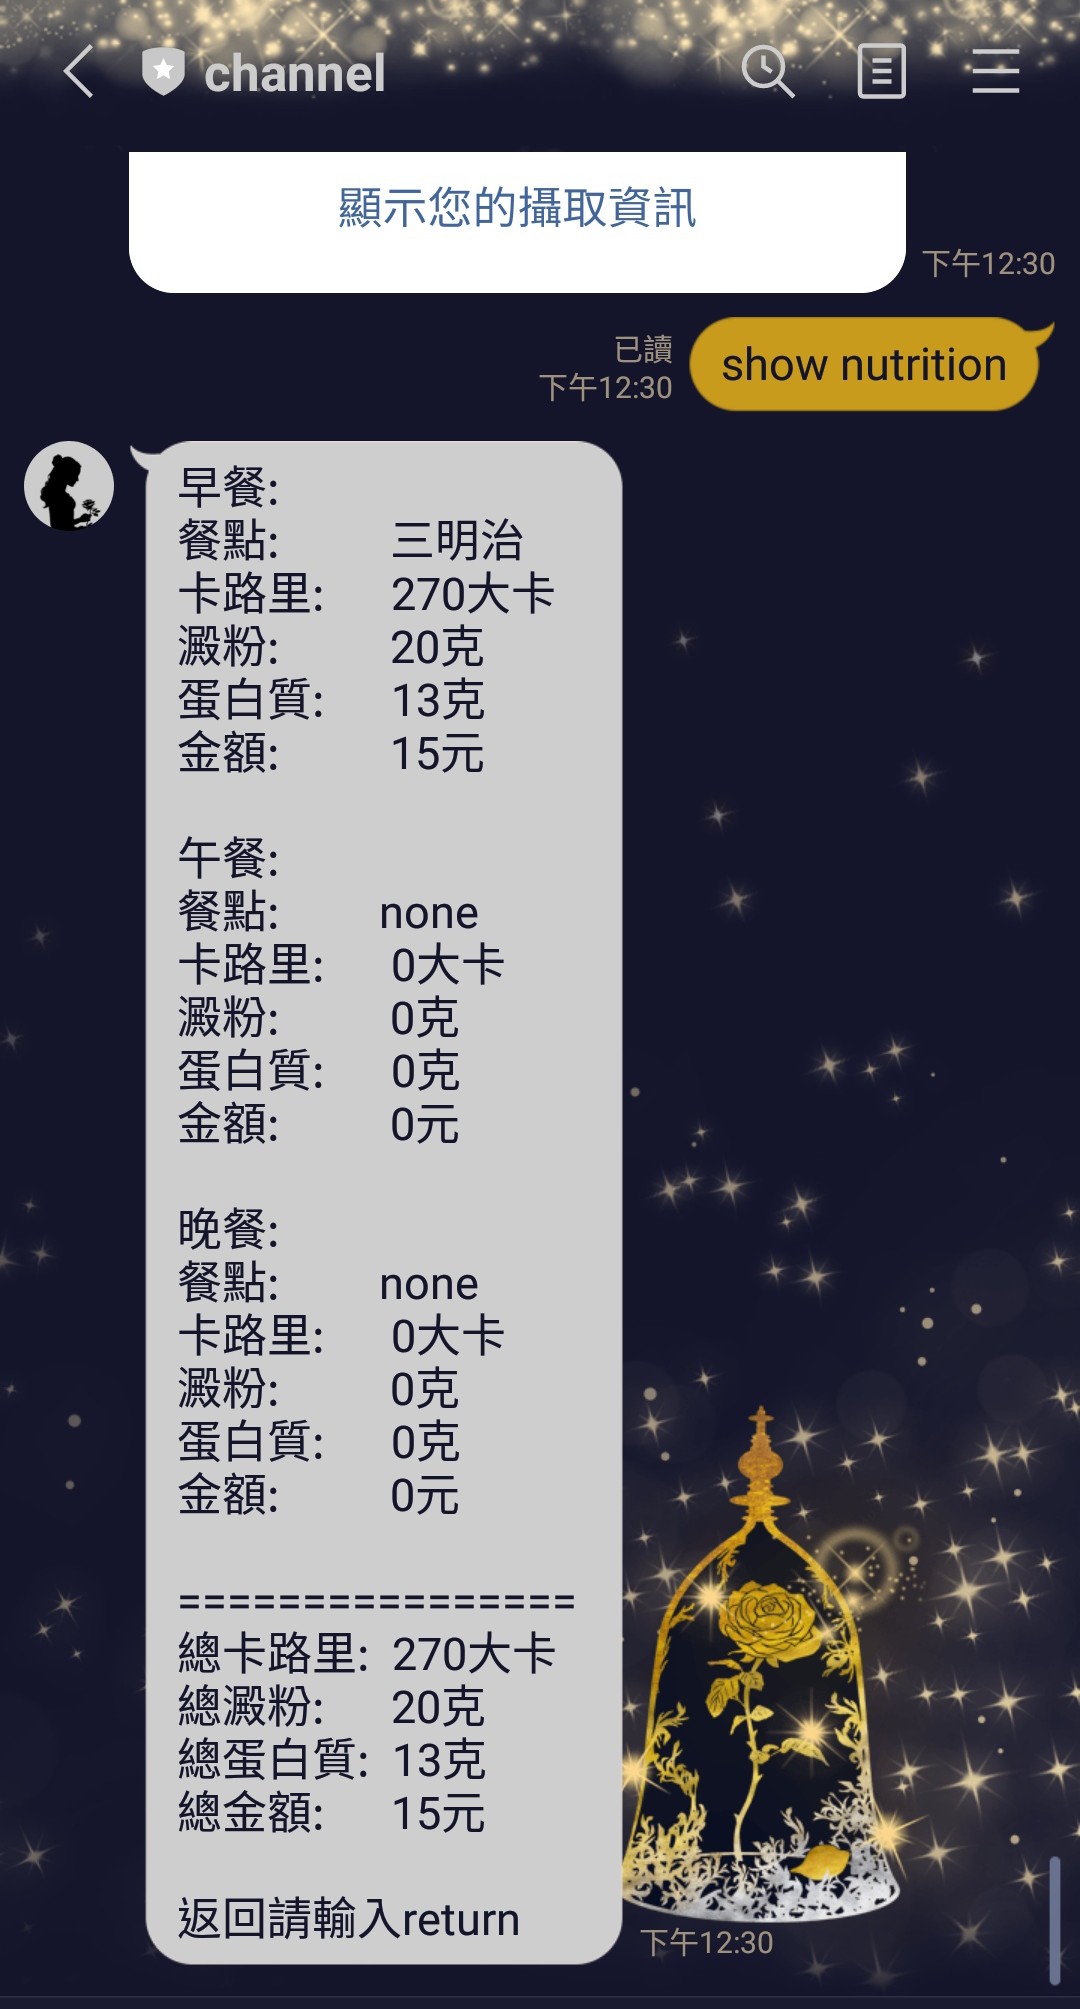 channel
顯示您的攝取資訊
下午12:30
已讀
下午12:30
show nutrition
早餐:
餐點: 三明治
卡路里: 270大卡
澱粉: 20克
蛋白質: 13克
金額: 15元
午餐:
餐點: none
卡路里: 0大卡
澱粉: 0克
蛋白質: 0克
金額: 0元
晚餐:
餐點: none
卡路里: 0大卡
澱粉: 0克
蛋白質: 0克
金額: 0元
================
總卡路里: 270大卡
總澱粉: 20克
總蛋白質: 13克
總金額: 15元
返回請輸入return
下午12:30